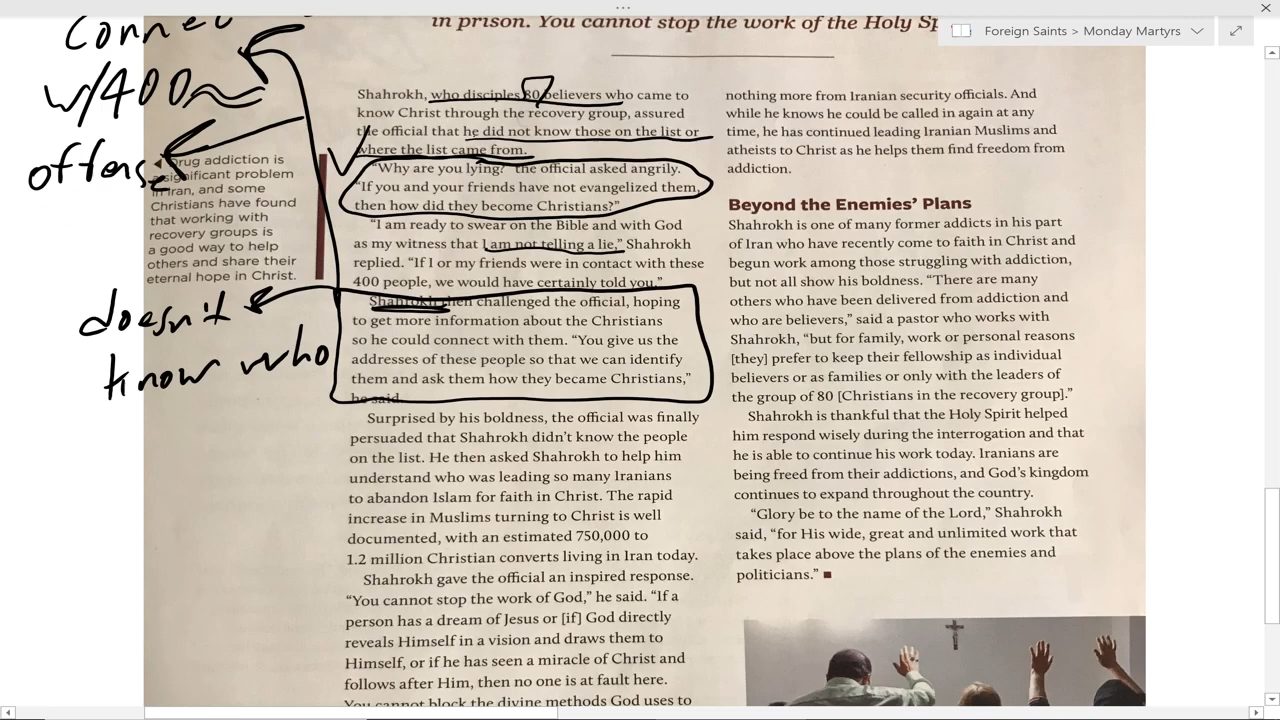 Foreign Saints > Monday Martyrs
in prison. You cannot stop the work of the Holy Sp
connec
w/400
offense
doesn't
know who
Drug addiction is
a significant problem
in Iran, and some
Christians have found
that working with
recovery groups is
a good way to help
others and share their
eternal hope in Christ.
Shahrokh, who disciples 80 believers who came to
know Christ through the recovery group, assured
the official that he did not know those on the list or
where the list came from.
“Why are you lying?” the official asked angrily.
“If you and your friends have not evangelized them,
then how did they become Christians?”
“I am ready to swear on the Bible and with God
as my witness that I am not telling a lie,” Shahrokh
replied. “If I or my friends were in contact with these
400 people, we would have certainly told you.”
Shahrokh then challenged the official, hoping
to get more information about the Christians
so he could connect with them. “You give us the
addresses of these people so that we can identify
them and ask them how they became Christians,”
he said.
Surprised by his boldness, the official was finally
persuaded that Shahrokh didn’t know the people
on the list. He then asked Shahrokh to help him
understand who was leading so many Iranians
to abandon Islam for faith in Christ. The rapid
increase in Muslims turning to Christ is well
documented, with an estimated 750,000 to
1.2 million Christian converts living in Iran today.
Shahrokh gave the official an inspired response.
“You cannot stop the work of God,” he said. “If a
person has a dream of Jesus or [if] God directly
reveals Himself in a vision and draws them to
Himself, or if he has seen a miracle of Christ and
follows after Him, then no one is at fault here.
You cannot block the divine methods God uses to
nothing more from Iranian security officials. And
while he knows he could be called in again at any
time, he has continued leading Iranian Muslims and
atheists to Christ as he helps them find freedom from
addiction.
Beyond the Enemies’ Plans
Shahrokh is one of many former addicts in his part
of Iran who have recently come to faith in Christ and
begun work among those struggling with addiction,
but not all show his boldness. “There are many
others who have been delivered from addiction and
who are believers,” said a pastor who works with
Shahrokh, “but for family, work or personal reasons
[they] prefer to keep their fellowship as individual
believers or as families or only with the leaders of
the group of 80 [Christians in the recovery group].”
Shahrokh is thankful that the Holy Spirit helped
him respond wisely during the interrogation and that
he is able to continue his work today. Iranians are
being freed from their addictions, and God’s kingdom
continues to expand throughout the country.
“Glory be to the name of the Lord,” Shahrokh
said, “for His wide, great and unlimited work that
takes place above the plans of the enemies and
politicians.”